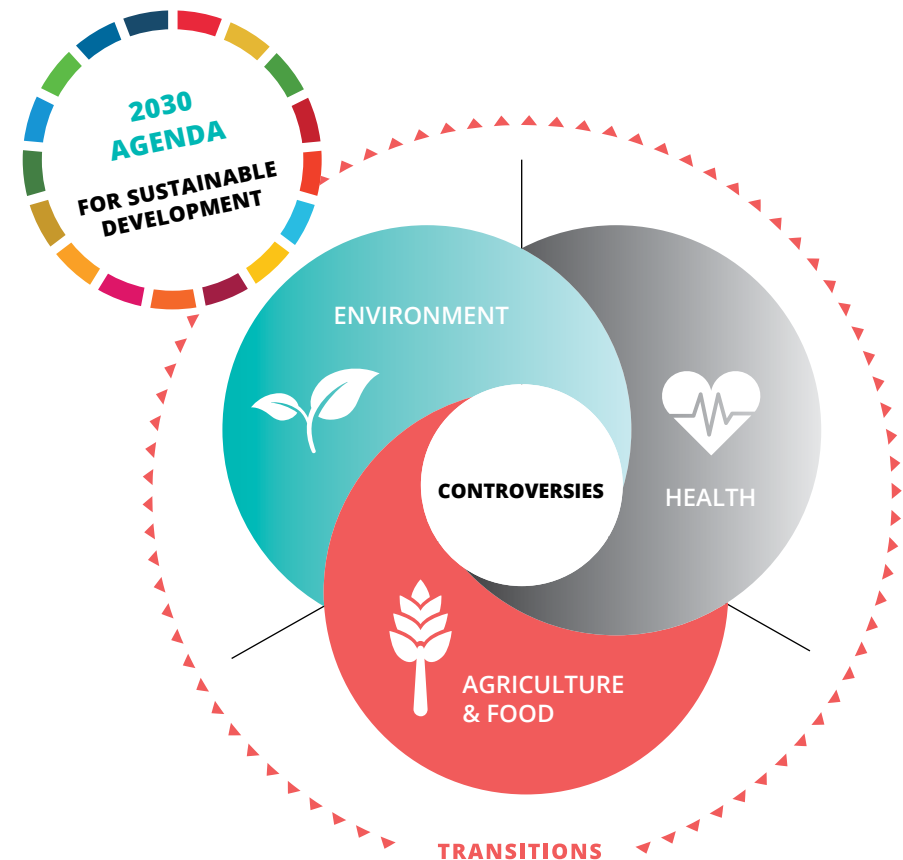 2030
AGENDA
FOR SUSTAINABLE
DEVELOPMENT
ENVIRONMENT
CONTROVERSIES
HEALTH
AGRICULTURE
& FOOD
TRANSITIONS